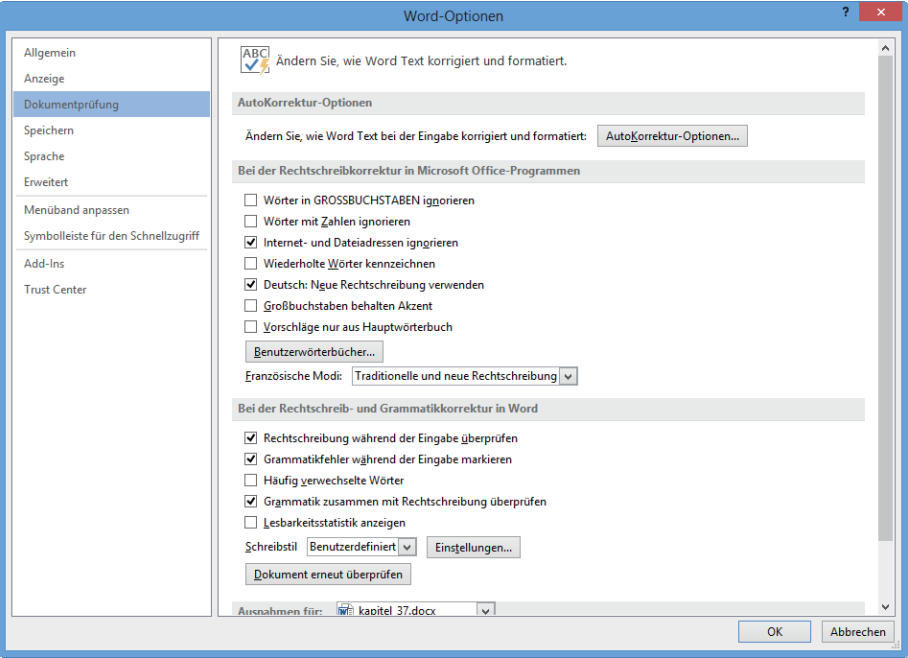 Word-Optionen
? ×
Allgemein
Anzeige
Dokumentprüfung
Speichern
Sprache
Erweitert
Menüband anpassen
Symbolleiste für den Schnellzugriff
Add-Ins
Trust Center
ABC
Ändern Sie, wie Word Text korrigiert und formatiert.
AutoKorrektur-Optionen
Ändern Sie, wie Word Text bei der Eingabe korrigiert und formatiert: AutoKorrektur-Optionen...
Bei der Rechtschreibkorrektur in Microsoft Office-Programmen
Wörter in GROSSBUCHSTABEN ignorieren
Wörter mit Zahlen ignorieren
Internet- und Dateiadressen ignorieren
Wiederholte Wörter kennzeichnen
Deutsch: Neue Rechtschreibung verwenden
Großbuchstaben behalten Akzent
Vorschläge nur aus Hauptwörterbuch
Benutzerwörterbücher...
Französische Modi: Traditionelle und neue Rechtschreibung
Bei der Rechtschreib- und Grammatikkorrektur in Word
Rechtschreibung während der Eingabe überprüfen
Grammatikfehler während der Eingabe markieren
Häufig verwechselte Wörter
Grammatik zusammen mit Rechtschreibung überprüfen
Lesbarkeitsstatistik anzeigen
Schreibstil Benutzerdefiniert Einstellungen...
Dokument erneut überprüfen
Ausnahmen für: kapitel_37.docx
OK Abbrechen